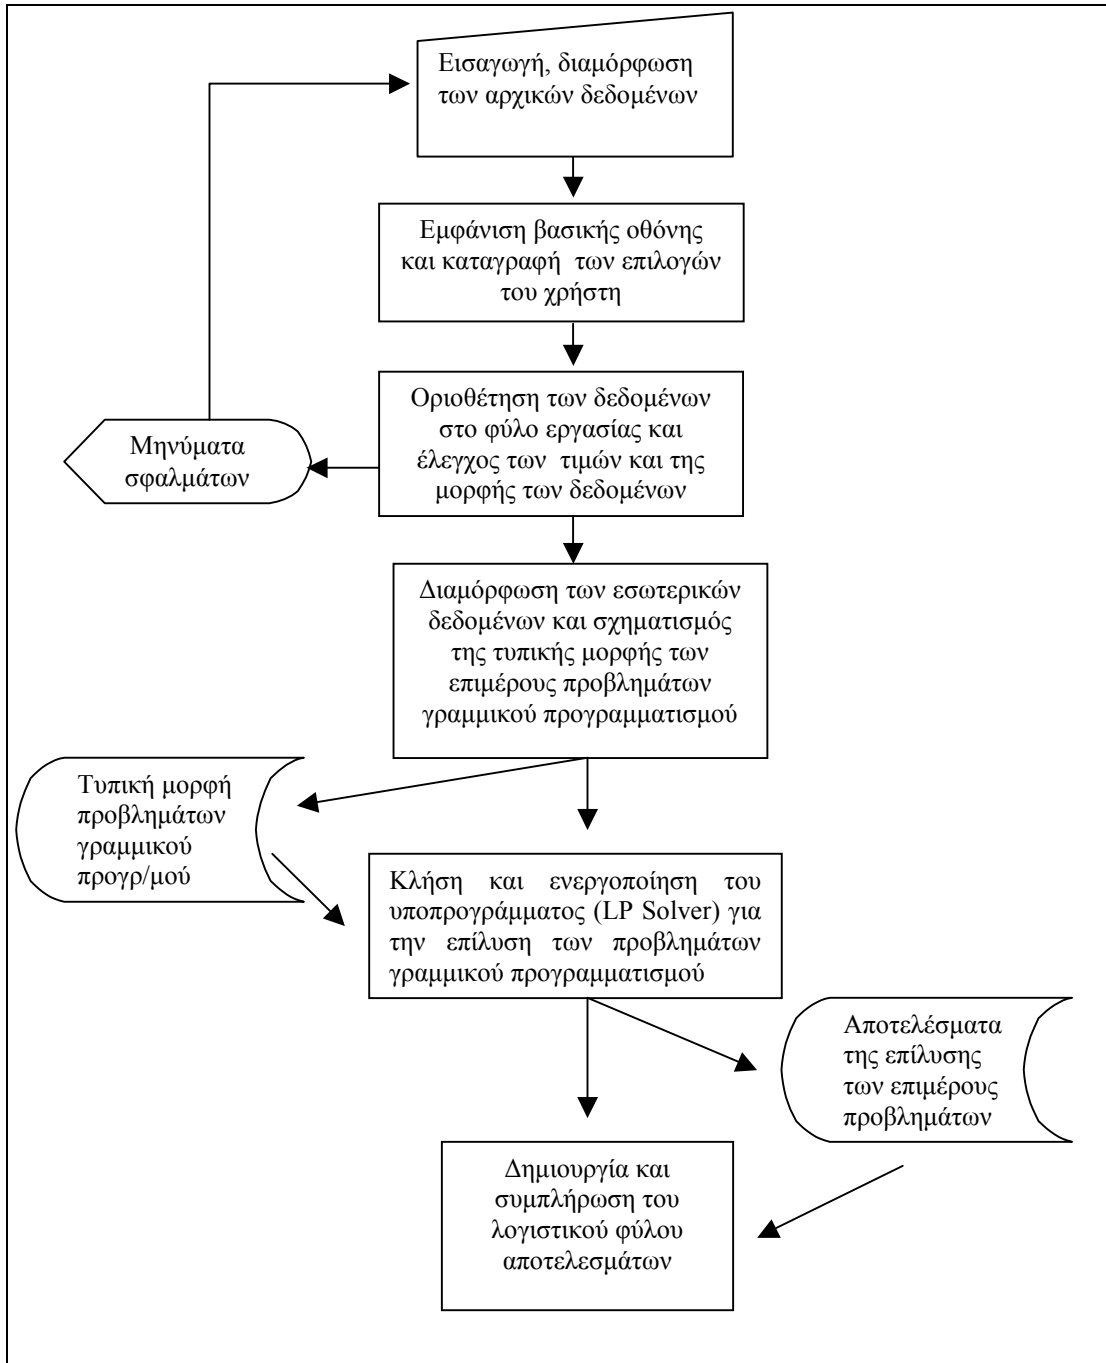 Εισαγωγή, διαμόρφωση
των αρχικών δεδομένων
Εμφάνιση βασικής οθόνης
και καταγραφή των επιλογών
του χρήστη
Οριοθέτηση των δεδομένων
στο φύλο εργασίας και
έλεγχος των τιμών και της
μορφής των δεδομένων
Μηνύματα
σφαλμάτων
Διαμόρφωση των εσωτερικών
δεδομένων και σχηματισμός
της τυπικής μορφής των
επιμέρους προβλημάτων
γραμμικού προγραμματισμού
Τυπική μορφή
προβλημάτων
γραμμικού
προγρ/μού
Κλήση και ενεργοποίηση του
υποπρογράμματος (LP Solver) για
την επίλυση των προβλημάτων
γραμμικού προγραμματισμού
Αποτελέσματα
της επίλυσης
των επιμέρους
προβλημάτων
Δημιουργία και
συμπλήρωση του
λογιστικού φύλου
αποτελεσμάτων